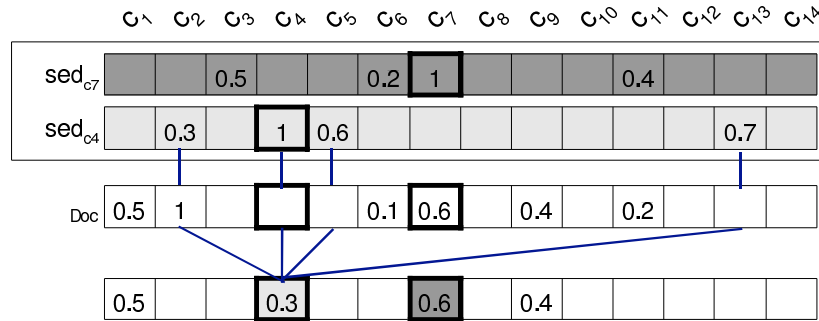 C1 C2 C3 C4 C5 C6 C7 C8 C9 C10 C11 C12 C13 C14
sedc7 0.5 0.2 1 0.4
sedc4 0.3 1 0.6 0.7
Doc 0.5 1 0.1 0.6 0.4 0.2
0.5 0.3 0.6 0.4